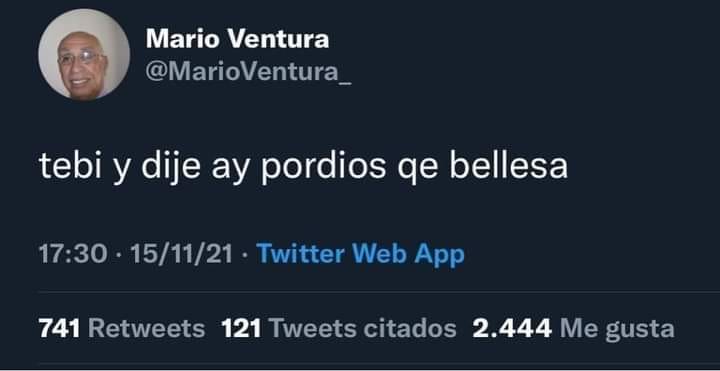 Mario Ventura
@MarioVentura_
tebi y dije ay pordios qe bellesa
17:30 · 15/11/21 · Twitter Web App
741 Retweets 121 Tweets citados 2.444 Me gusta